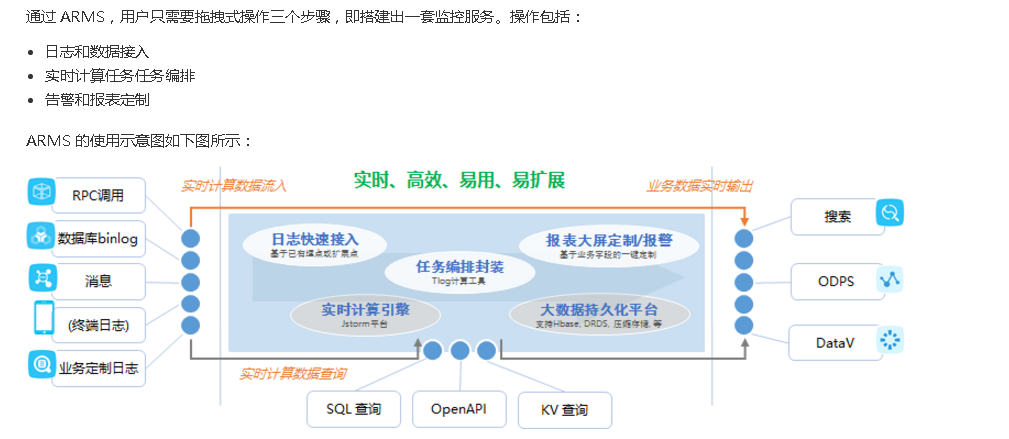 通过 ARMS，用户只需要拖拽式操作三个步骤，即搭建出一套监控服务。操作包括：
日志和数据接入
实时计算任务任务编排
告警和报表定制
ARMS 的使用示意图如下图所示：
实时计算数据流入
实时、高效、易用、易扩展
业务数据实时输出
RPC调用
数据库binlog
消息
(终端日志)
业务定制日志
日志快速接入
基于已有埋点或扩展点
报表大屏定制/报警
基于业务字段的一键定制
任务编排封装
Tlog计算工具
实时计算引擎
Jstorm平台
大数据持久化平台
支持Hbase, DRDS, 压缩存储, 等
搜索
ODPS
DataV
实时计算数据查询
SQL 查询
OpenAPI
KV 查询